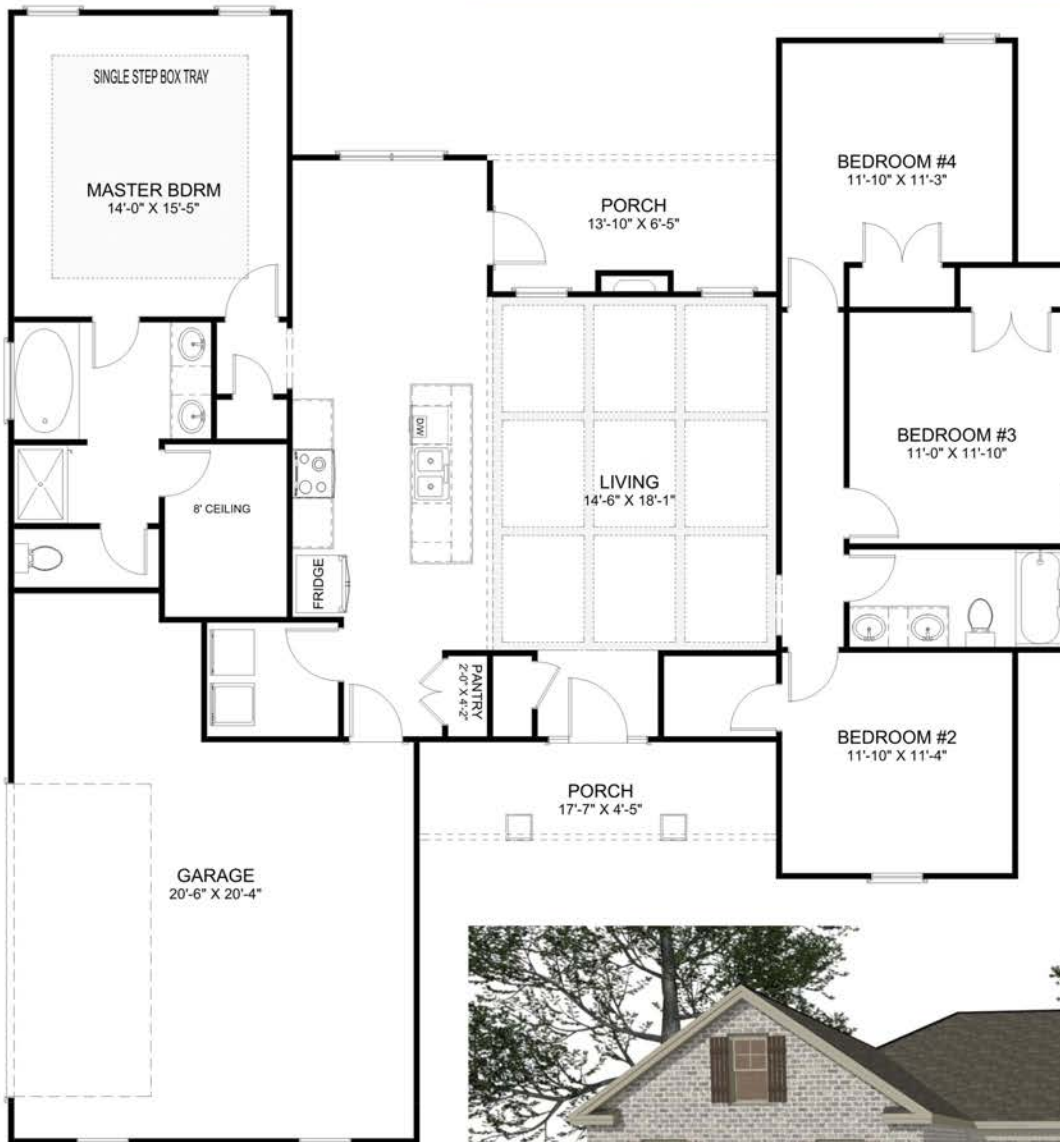 SINGLE STEP BOX TRAY
MASTER BDRM
14'-0" X 15'-5"
PORCH
13'-10" X 6'-5"
BEDROOM #4
11'-10" X 11'-3"
BEDROOM #3
11'-0" X 11'-10"
D/W
LIVING
14'-6" X 18'-1"
8' CEILING
FRIDGE
PANTRY
2'-0" X 4'-2"
BEDROOM #2
11'-10" X 11'-4"
PORCH
17'-7" X 4'-5"
GARAGE
20'-6" X 20'-4"